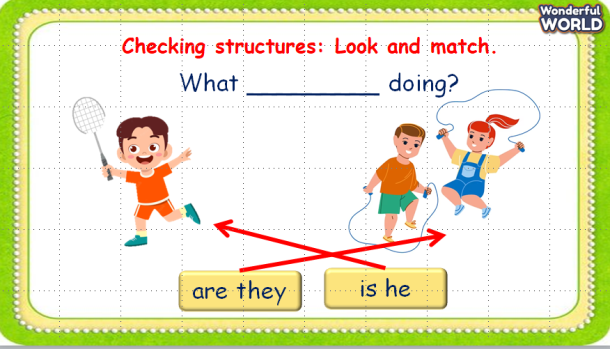 Wonderful
WORLD
Checking structures: Look and match.
What __________ doing?
are they
is he